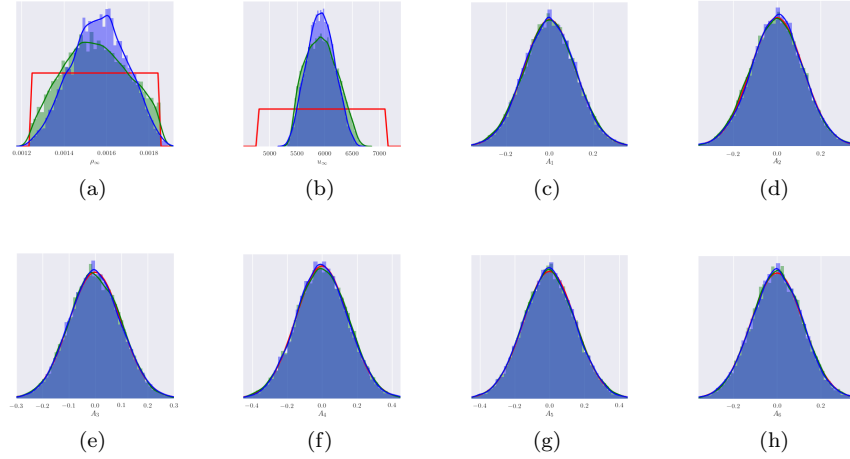 0.0012 0.0014 0.0016 0.0018
5000 5500 6000 6500 7000
−0.2 0.0 0.2
−0.2 0.0 0.2
ρ∞
u∞
A₁
A₂
(a)
(b)
(c)
(d)
−0.3 −0.2 −0.1 0.0 0.1 0.2 0.3
−0.4 −0.2 0.0 0.2 0.4
−0.4 −0.2 0.0 0.2 0.4
−0.2 0.0 0.2
A₃
A₄
A₅
A₆
(e)
(f)
(g)
(h)